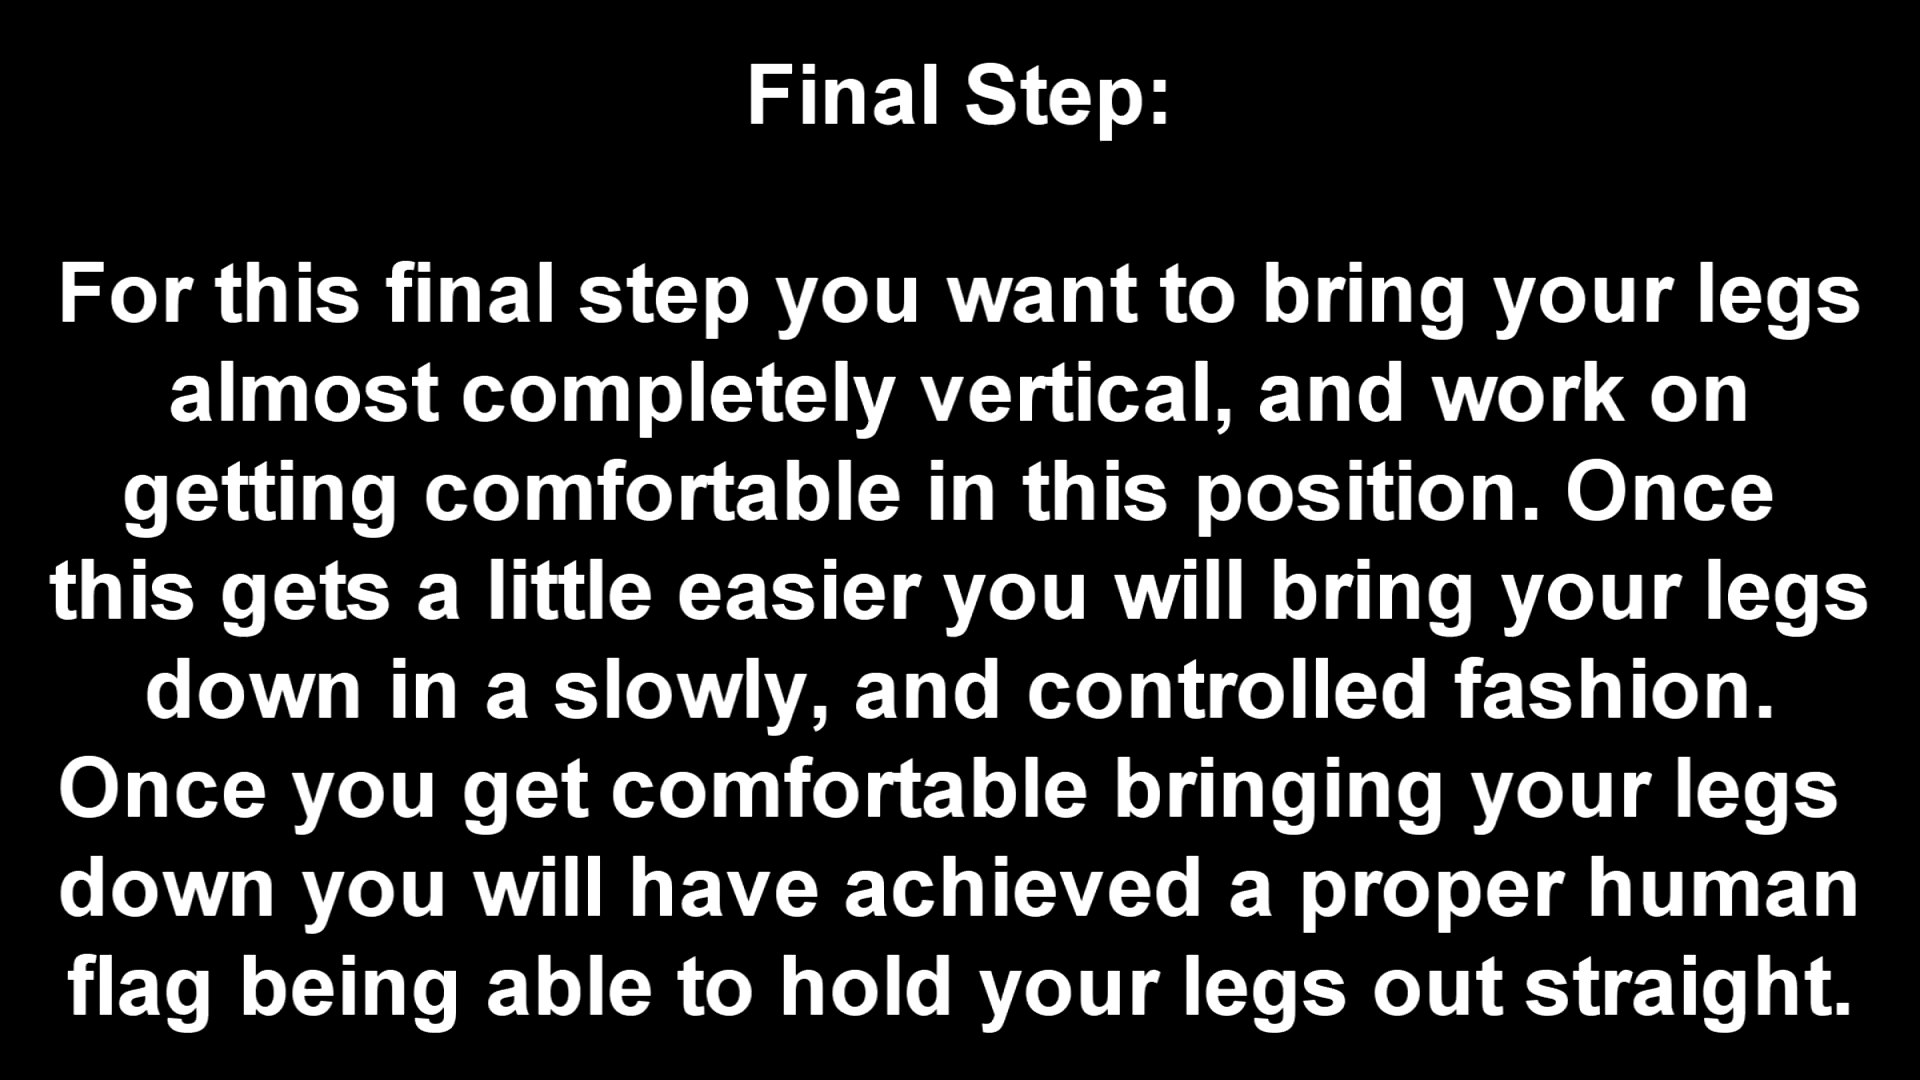 Final Step:
For this final step you want to bring your legs
almost completely vertical, and work on
getting comfortable in this position. Once
this gets a little easier you will bring your legs
down in a slowly, and controlled fashion.
Once you get comfortable bringing your legs
down you will have achieved a proper human
flag being able to hold your legs out straight.